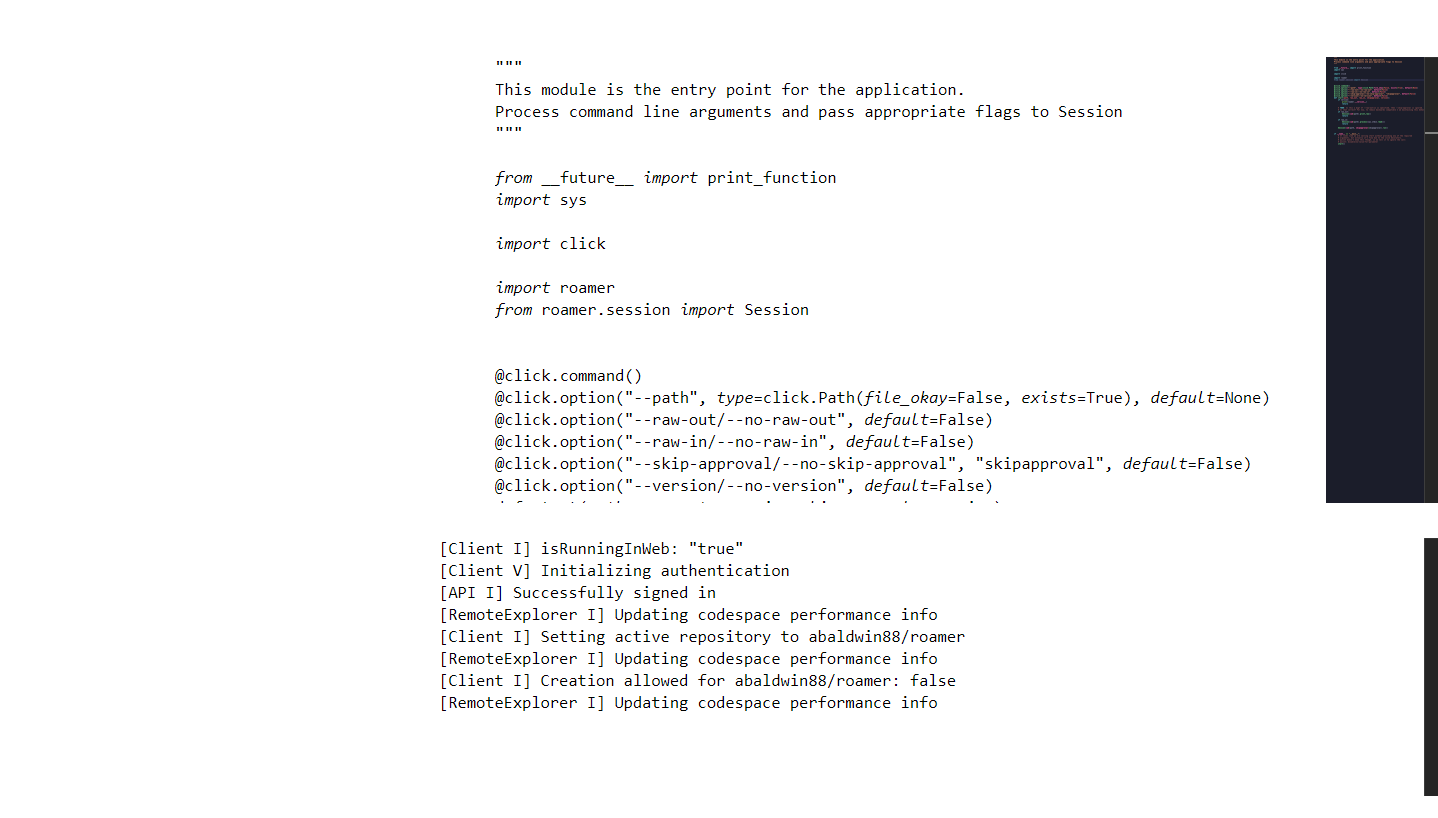 """
This module is the entry point for the application.
Process command line arguments and pass appropriate flags to Session
"""
from __future__ import print_function
import sys
import click
import roamer
from roamer.session import Session
@click.command()
@click.option("--path", type=click.Path(file_okay=False, exists=True), default=None)
@click.option("--raw-out/--no-raw-out", default=False)
@click.option("--raw-in/--no-raw-in", default=False)
@click.option("--skip-approval/--no-skip-approval", "skipapproval", default=False)
@click.option("--version/--no-version", default=False)
[Client I] isRunningInWeb: "true"
[Client V] Initializing authentication
[API I] Successfully signed in
[RemoteExplorer I] Updating codespace performance info
[Client I] Setting active repository to abaldwin88/roamer
[RemoteExplorer I] Updating codespace performance info
[Client I] Creation allowed for abaldwin88/roamer: false
[RemoteExplorer I] Updating codespace performance info